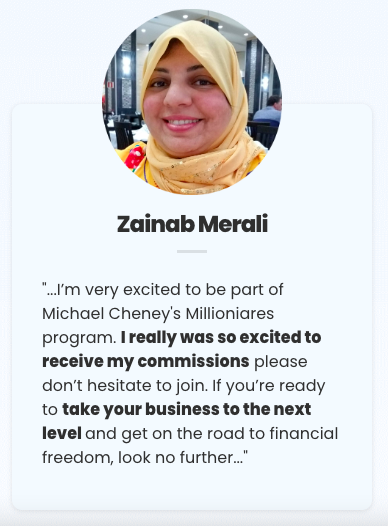 Zainab Merali
"...I'm very excited to be part of
Michael Cheney's Millioniares
program. I really was so excited to
receive my commissions please
don't hesitate to join. If you're ready
to take your business to the next
level and get on the road to financial
freedom, look no further..."